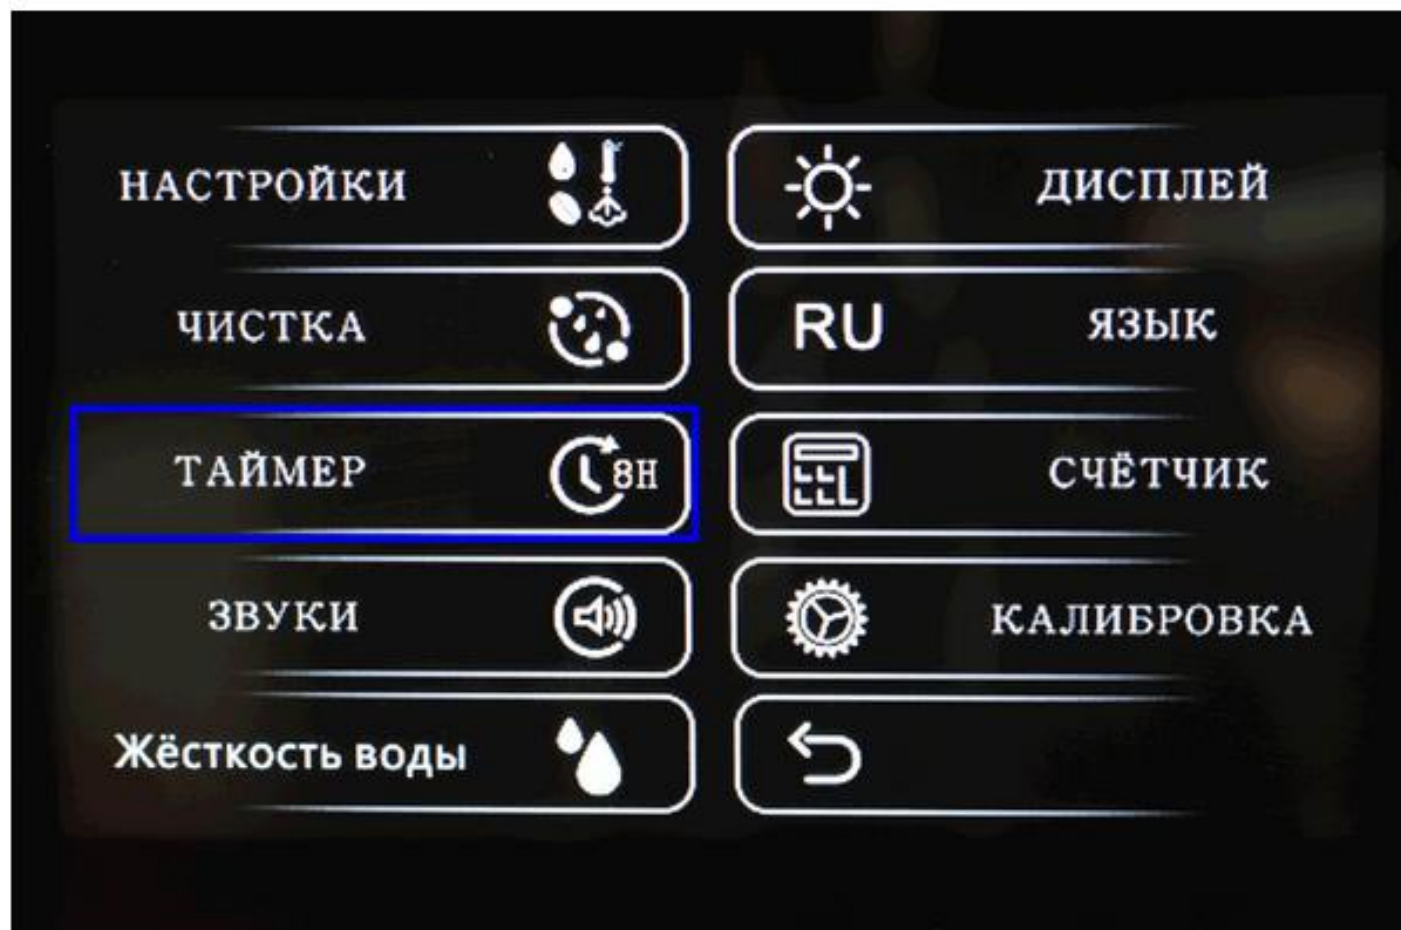 НАСТРОЙКИ
ДИСПЛЕЙ
ЧИСТКА
RU
ЯЗЫК
ТАЙМЕР
8H
СЧЁТЧИК
ЗВУКИ
КАЛИБРОВКА
Жёсткость воды